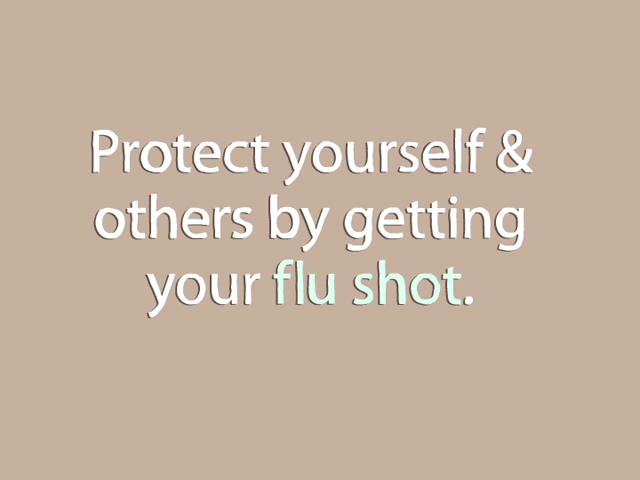 Protect yourself &
others by getting
your flu shot.